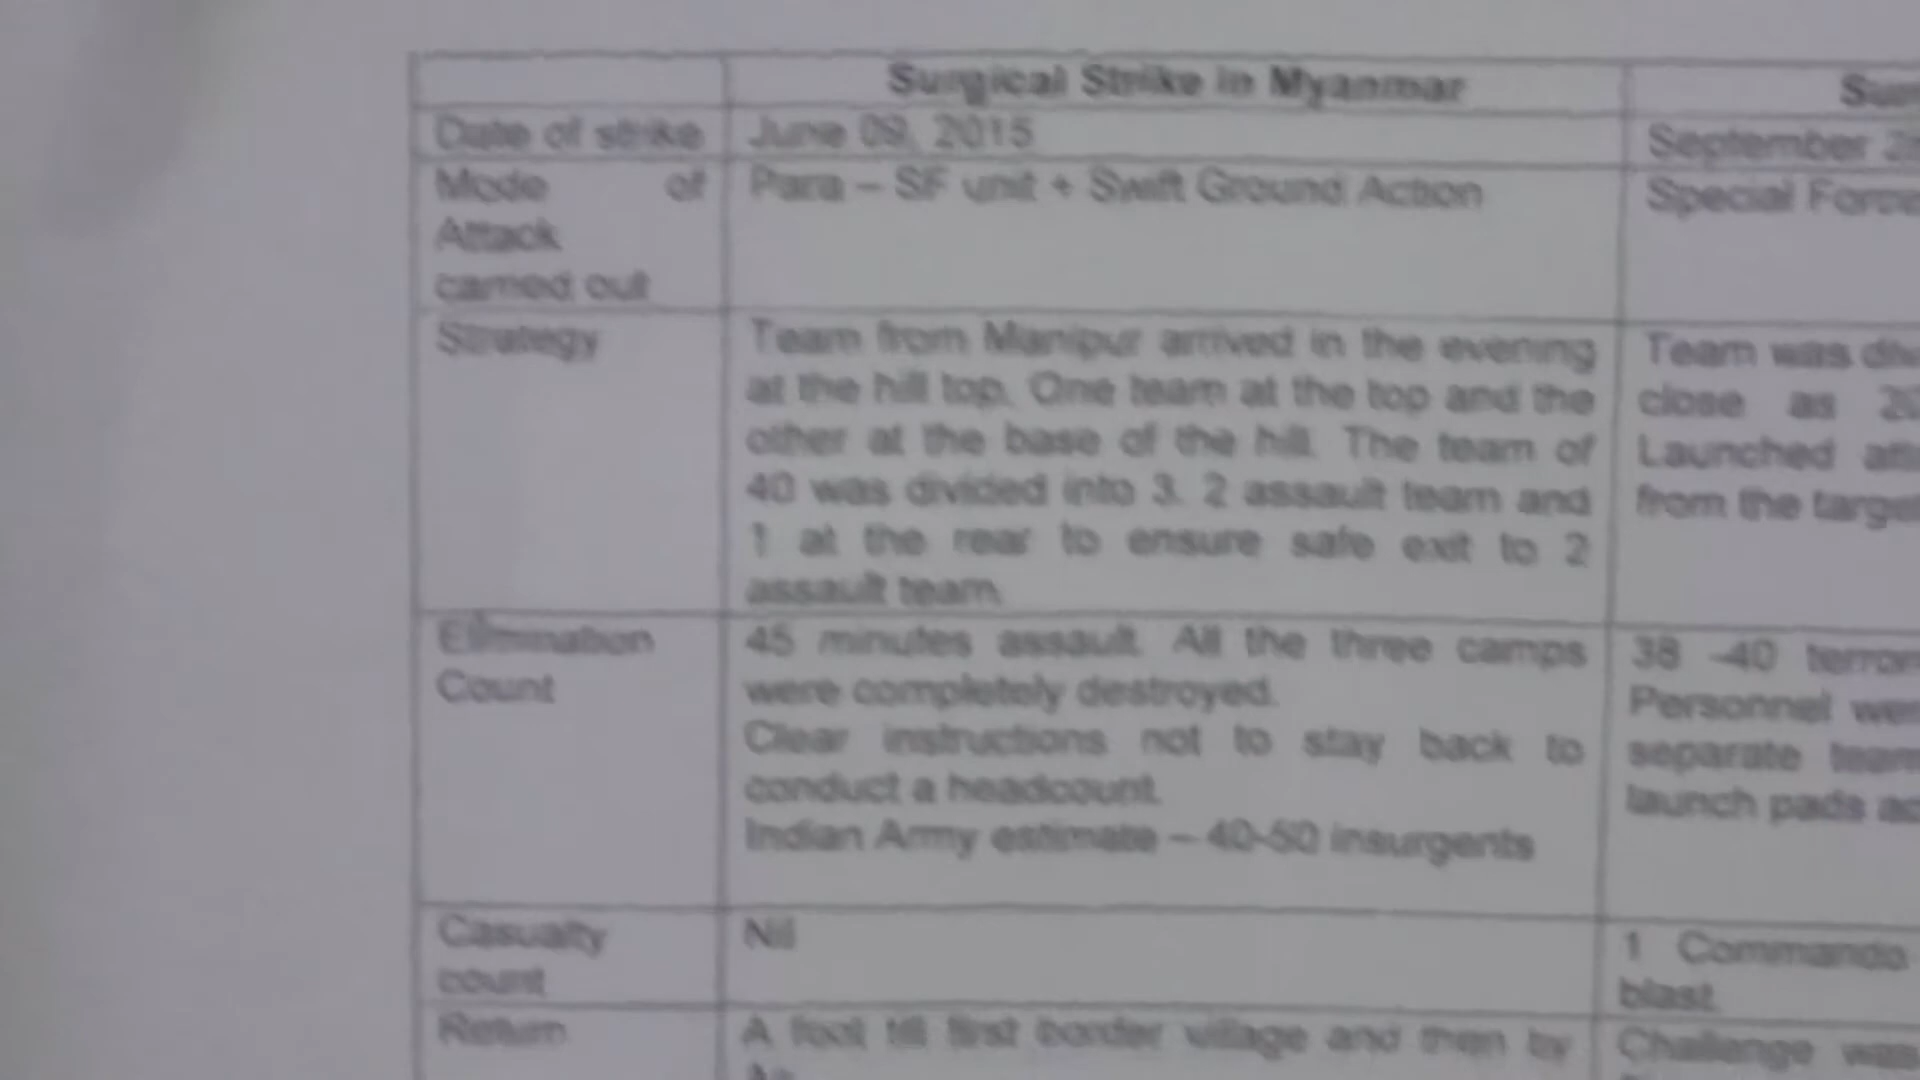 Surgical Strike in Myanmar
Date of strike
June 09, 2015
September
Mode of
Attack
carried out
Para – SF unit + Swift Ground Action
Special
Strategy
Team from Manipur arrived in the evening
at the hill top. One team at the top and the
other at the base of the hill. The team of
40 was divided into 3. 2 assault team and
1 at the rear to ensure safe exit to 2
assault team.
Team was
close as
Launched
from the
Elimination
Count
45 minutes assault. All the three camps
were completely destroyed.
Clear instructions not to stay back to
conduct a headcount.
Indian Army estimate – 40-50 insurgents
38 -40
Personnel
separate
launch pads
Casualty
count
Nil
1 Commando
blast.
Return
A foot till first border village and then by
Challenge was